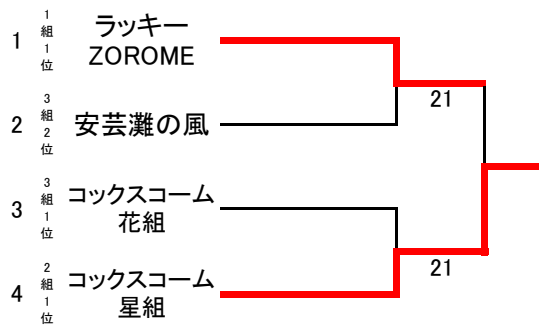 1
1組1位
ラッキー
ZOROME
21
2
3組2位
安芸灘の風
3
3組1位
コックスコーム
花組
21
4
2組1位
コックスコーム
星組